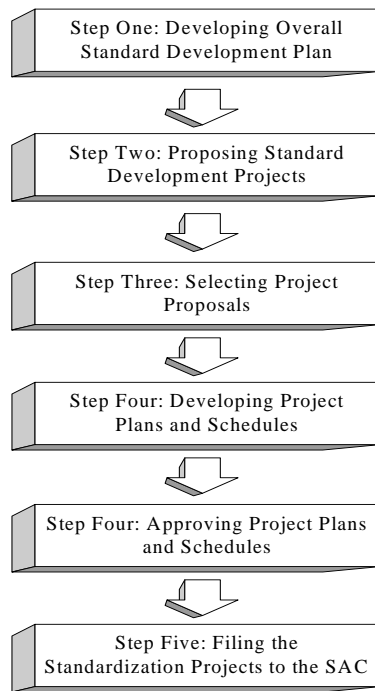 Step One: Developing Overall
Standard Development Plan
Step Two: Proposing Standard
Development Projects
Step Three: Selecting Project
Proposals
Step Four: Developing Project
Plans and Schedules
Step Four: Approving Project Plans
and Schedules
Step Five: Filing the
Standardization Projects to the SAC